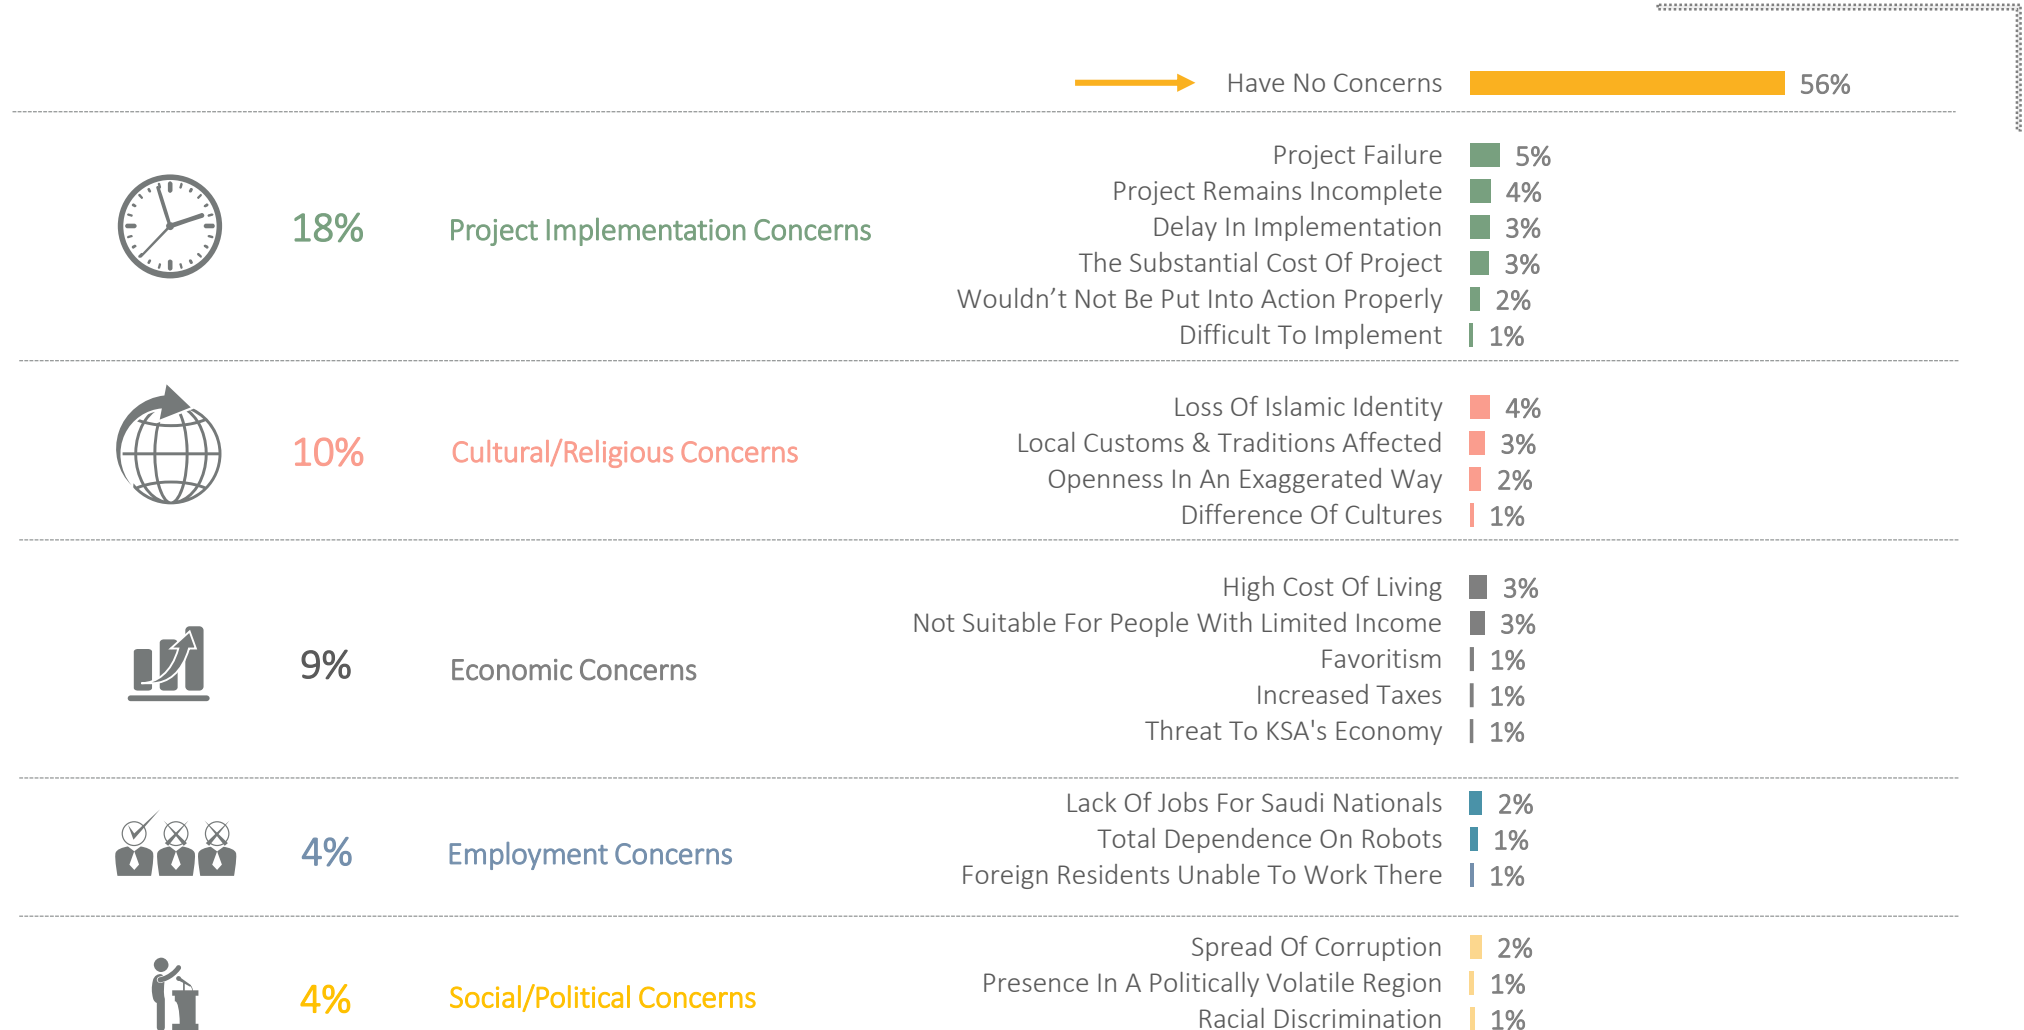 Have No Concerns 56%
18% Project Implementation Concerns
Project Failure 5%
Project Remains Incomplete 4%
Delay In Implementation 3%
The Substantial Cost Of Project 3%
Wouldn’t Not Be Put Into Action Properly 2%
Difficult To Implement 1%
10% Cultural/Religious Concerns
Loss Of Islamic Identity 4%
Local Customs & Traditions Affected 3%
Openness In An Exaggerated Way 2%
Difference Of Cultures 1%
9% Economic Concerns
High Cost Of Living 3%
Not Suitable For People With Limited Income 3%
Favoritism 1%
Increased Taxes 1%
Threat To KSA's Economy 1%
4% Employment Concerns
Lack Of Jobs For Saudi Nationals 2%
Total Dependence On Robots 1%
Foreign Residents Unable To Work There 1%
4% Social/Political Concerns
Spread Of Corruption 2%
Presence In A Politically Volatile Region 1%
Racial Discrimination 1%